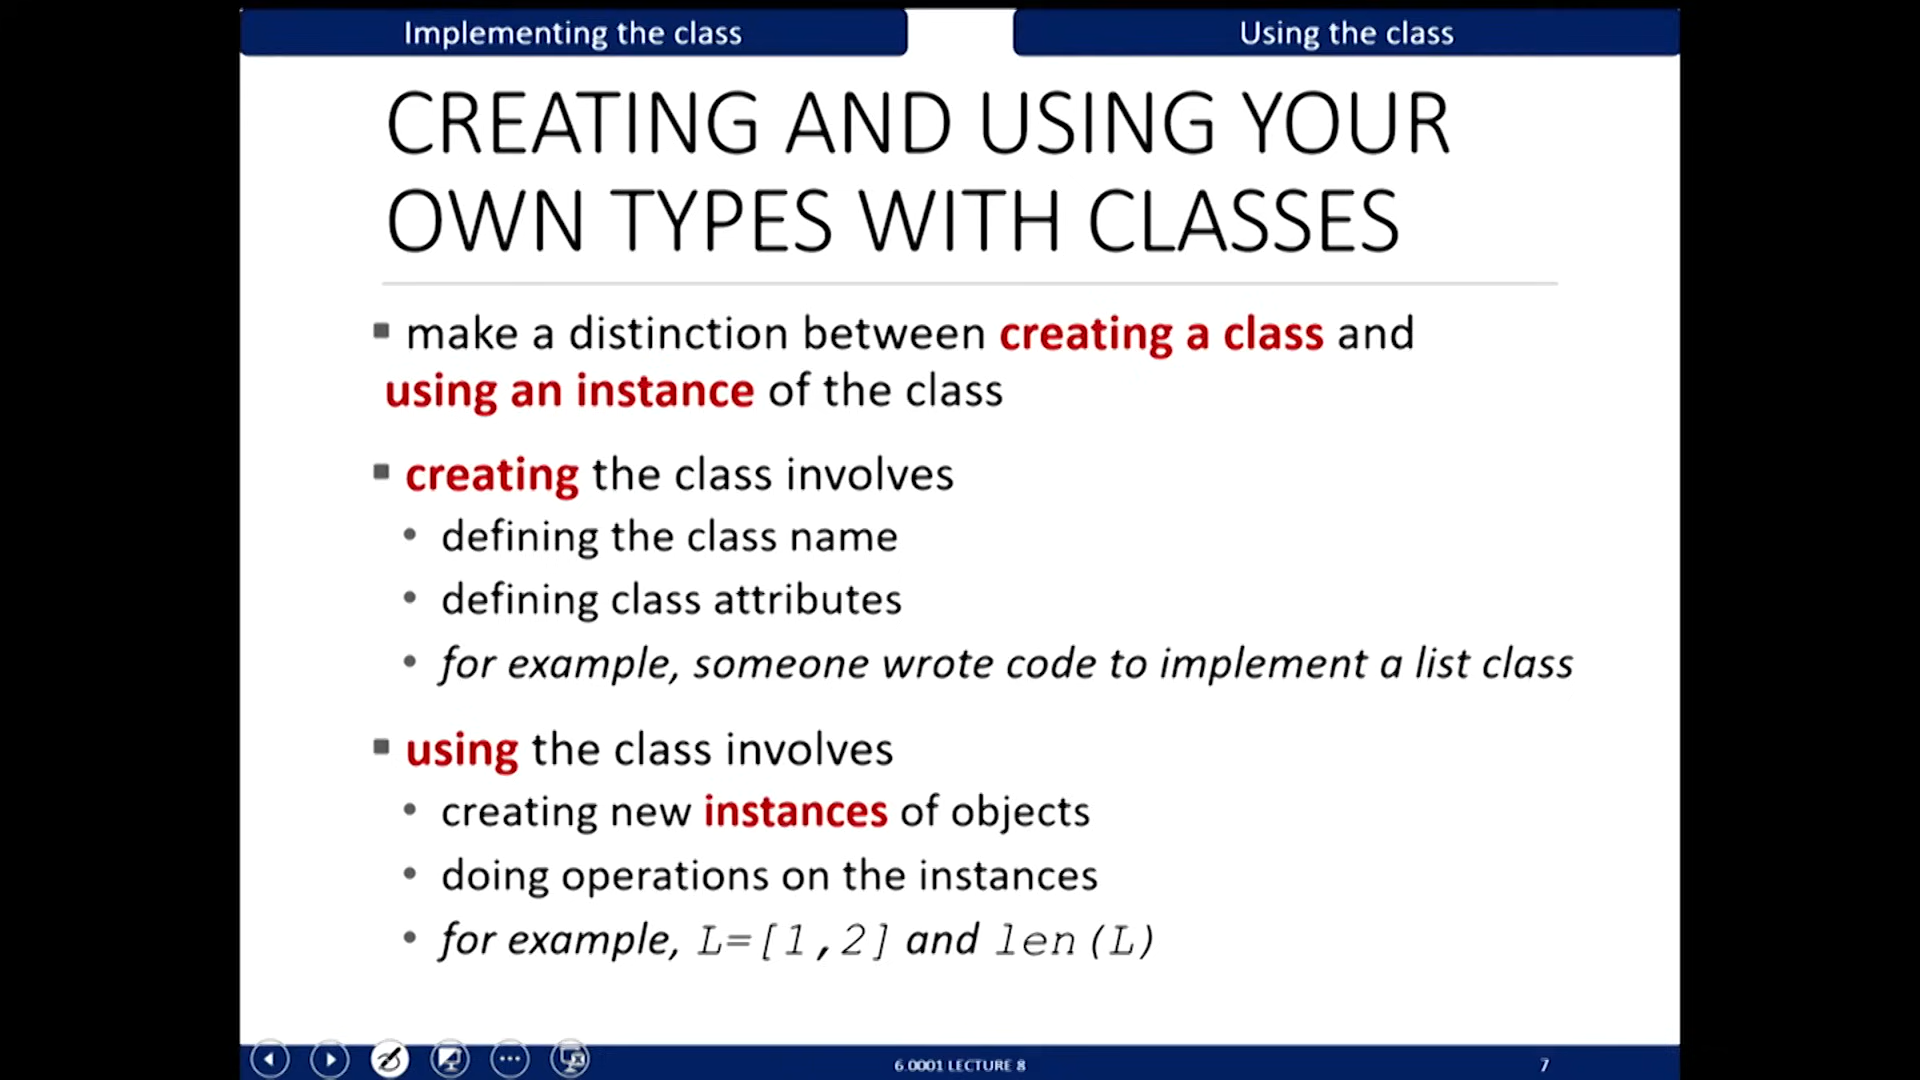 Implementing the class
Using the class
CREATING AND USING YOUR
OWN TYPES WITH CLASSES
▪ make a distinction between creating a class and
using an instance of the class
▪ creating the class involves
• defining the class name
• defining class attributes
• for example, someone wrote code to implement a list class
▪ using the class involves
• creating new instances of objects
• doing operations on the instances
• for example, L=[1,2] and len(L)
6.0001 LECTURE 8
7